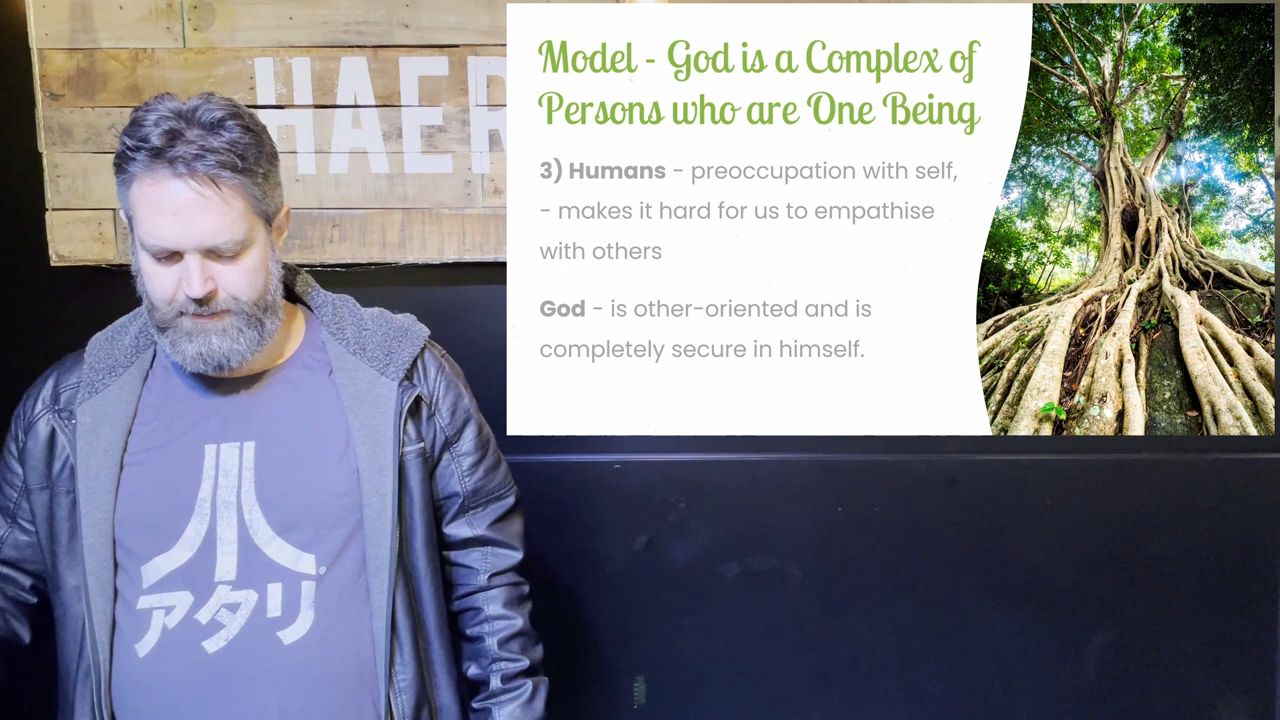 HAER
Model - God is a Complex of
Persons who are One Being
3) Humans - preoccupation with self,
- makes it hard for us to empathise
with others
God - is other-oriented and is
completely secure in himself.
アタリ